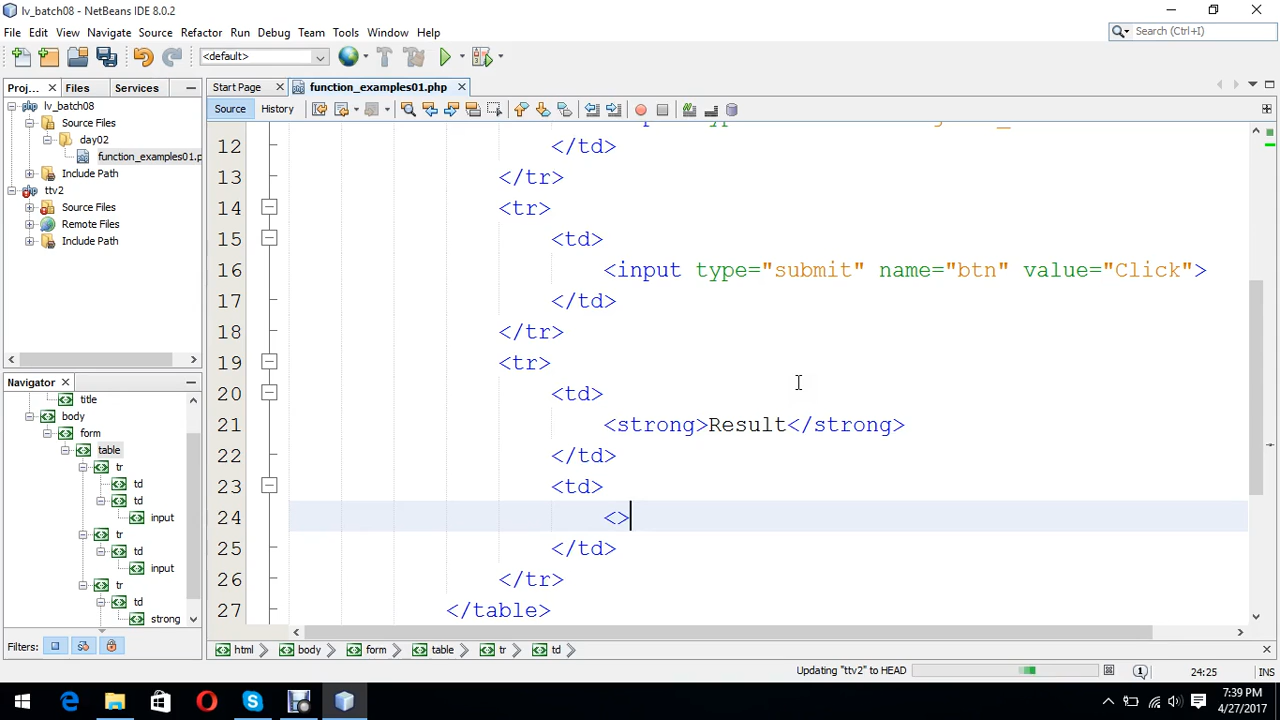 lv_batch08 - NetBeans IDE 8.0.2
File Edit View Navigate Source Refactor Run Debug Team Tools Window Help
Search (Ctrl+I)
<default>
Proj... Files Services
Start Page function_examples01.php
Source History
lv_batch08
Source Files
day02
function_examples01.p
Include Path
ttv2
Source Files
Remote Files
Include Path
Navigator
title
body
form
table
tr
td
td
input
tr
td
input
tr
td
strong
Filters:
12 </td>
13 </tr>
14 <tr>
15 <td>
16 <input type="submit" name="btn" value="Click">
17 </td>
18 </tr>
19 <tr>
20 <td>
21 <strong>Result</strong>
22 </td>
23 <td>
24 <>
25 </td>
26 </tr>
27 </table>
html body form table tr td
Updating "ttv2" to HEAD 1 24:25 INS
7:39 PM
4/27/2017